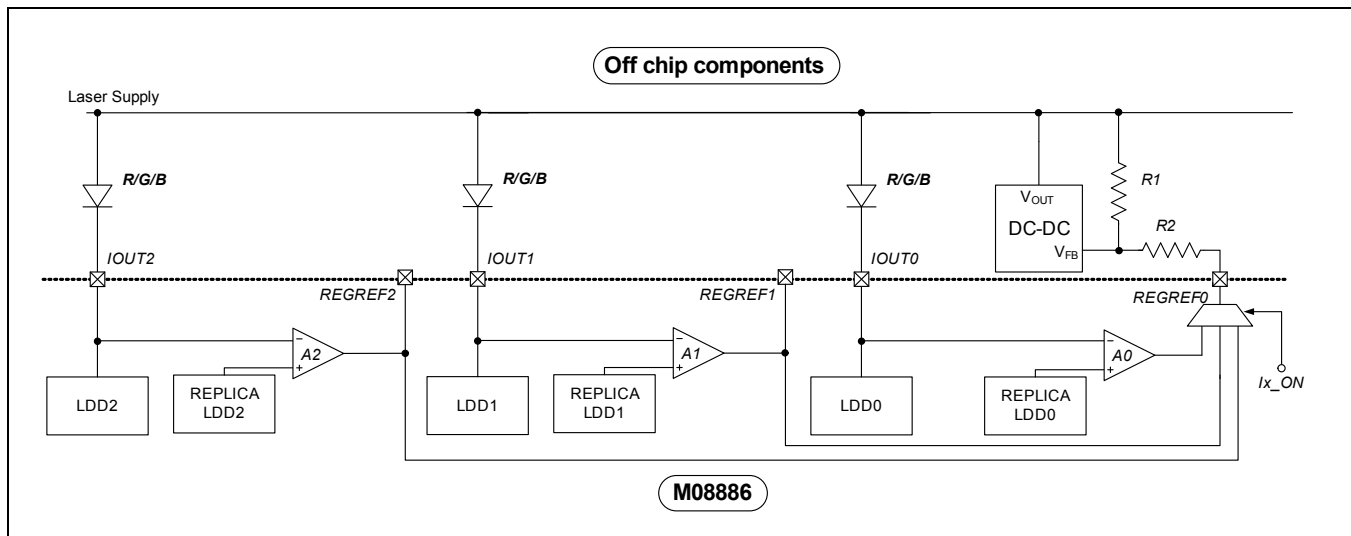 Off chip components
Laser Supply
R/G/B
R/G/B
R/G/B
R1
VOUT
DC-DC
VFB
R2
IOUT2
IOUT1
IOUT0
REGREF2
REGREF1
REGREF0
A2
A1
A0
Ix_ON
LDD2
REPLICA
LDD2
LDD1
REPLICA
LDD1
LDD0
REPLICA
LDD0
M08886